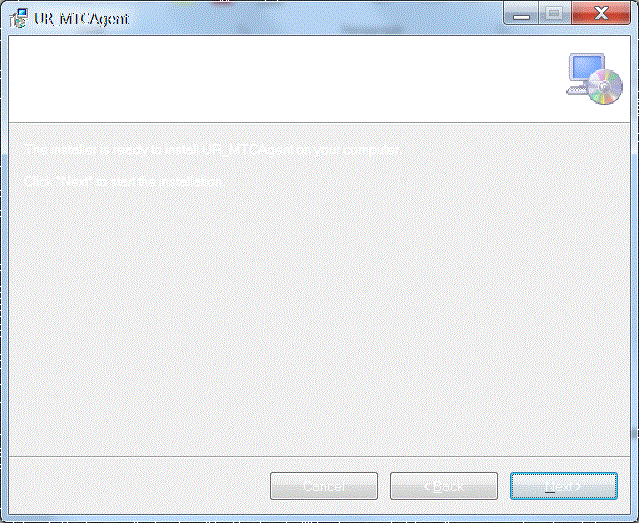 UR_MTCAgent
The installer is ready to install UR_MTCAgent on your computer.
Click "Next" to start the installation.
Cancel
< Back
Next >